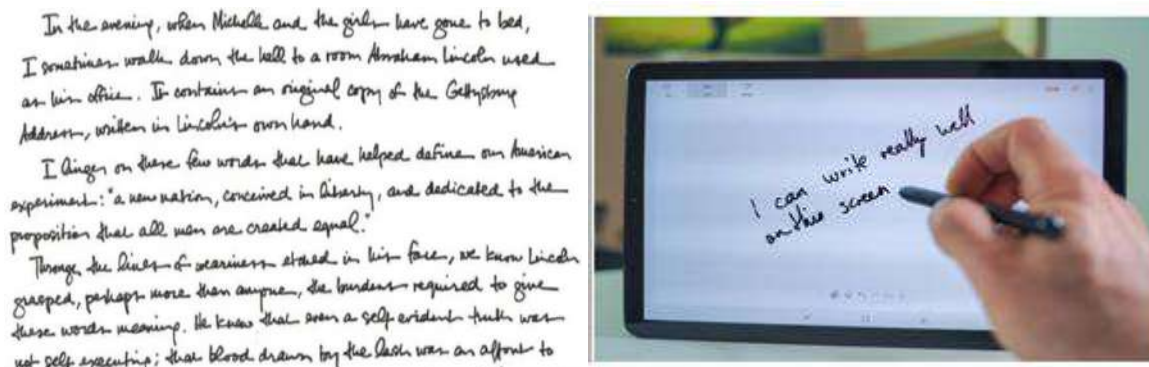 In the evening, when Michelle and the girls have gone to bed,
I sometimes walk down the hall to a room Abraham Lincoln used
as his office. It contains an original copy of the Gettysburg
Address, written in Lincoln's own hand.
I linger on these few words that have helped define our American
experiment: "a new nation, conceived in liberty, and dedicated to the
proposition that all men are created equal."
Through the lines of weariness etched in his face, we know Lincoln
grasped, perhaps more than anyone, the burdens required to give
these words meaning. He knew that even a self evident truth was
not self executing; that blood drawn by the lash was an affront to
I can write really well
on this screen